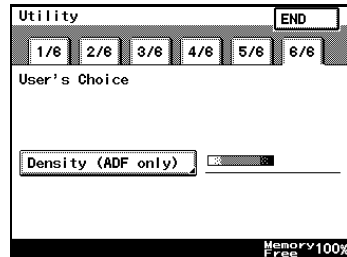 Utility END
1/6 2/6 3/6 4/6 5/6 6/6
User's Choice
Density (ADF only)
Memory Free 100%